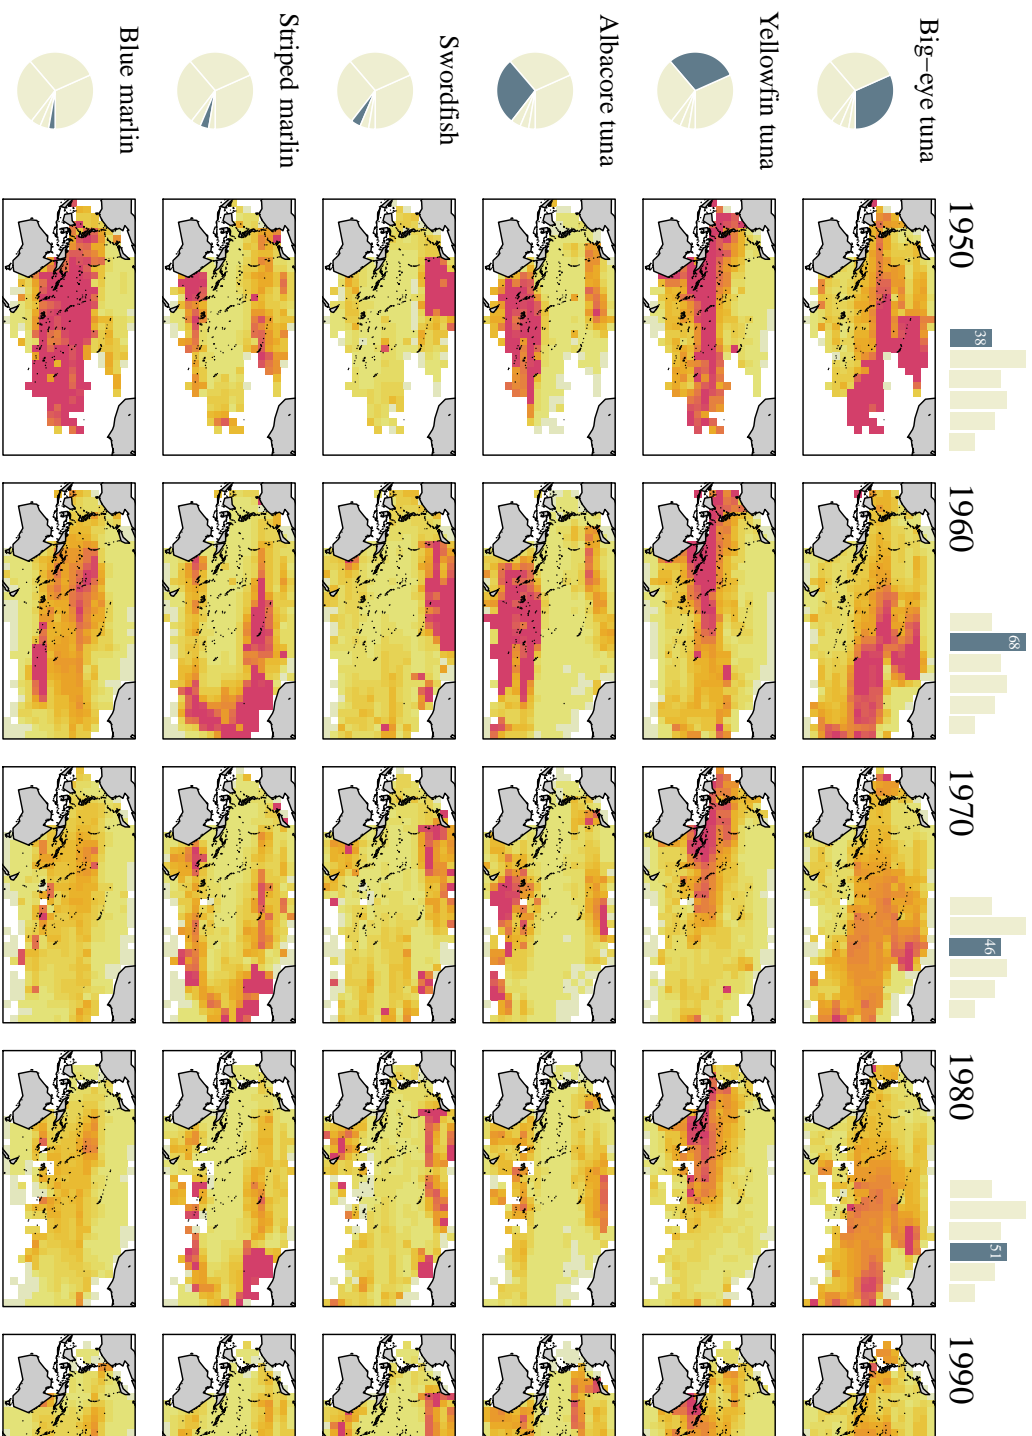 1950
1960
1970
1980
1990
38
68
46
51
Big−eye tuna
Yellowfin tuna
Albacore tuna
Swordfish
Striped marlin
Blue marlin